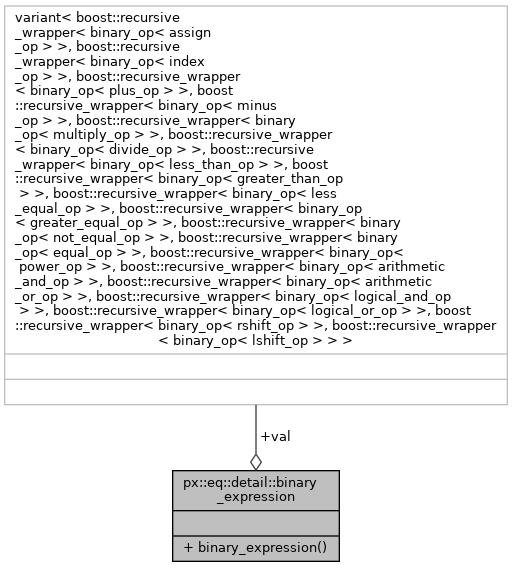 variant< boost::recursive
_wrapper< binary_op< assign
_op > >, boost::recursive
_wrapper< binary_op< index
_op > >, boost::recursive_wrapper
< binary_op< plus_op > >, boost
::recursive_wrapper< binary_op< minus
_op > >, boost::recursive_wrapper< binary
_op< multiply_op > >, boost::recursive_wrapper
< binary_op< divide_op > >, boost::recursive
_wrapper< binary_op< less_than_op > >, boost
::recursive_wrapper< binary_op< greater_than_op
> >, boost::recursive_wrapper< binary_op< less
_equal_op > >, boost::recursive_wrapper< binary_op
< greater_equal_op > >, boost::recursive_wrapper< binary
_op< not_equal_op > >, boost::recursive_wrapper< binary
_op< equal_op > >, boost::recursive_wrapper< binary_op<
power_op > >, boost::recursive_wrapper< binary_op< arithmetic
_and_op > >, boost::recursive_wrapper< binary_op< arithmetic
_or_op > >, boost::recursive_wrapper< binary_op< logical_and_op
> >, boost::recursive_wrapper< binary_op< logical_or_op > >, boost
::recursive_wrapper< binary_op< rshift_op > >, boost::recursive_wrapper
< binary_op< lshift_op > > >
+val
px::eq::detail::binary
_expression
+ binary_expression()